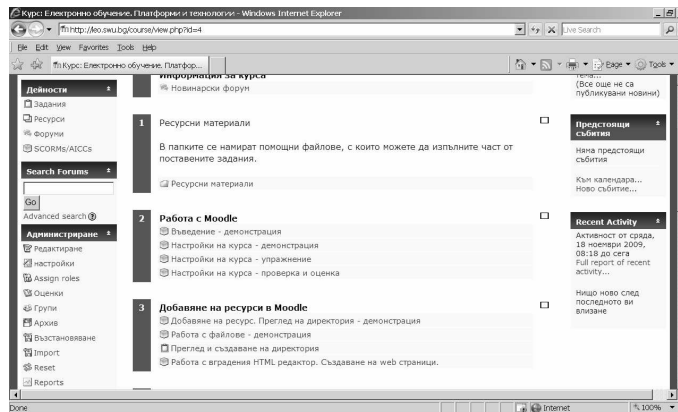 Курс: Електронно обучение. Платформи и технологии - Windows Internet Explorer
http://leo.swu.bg/course/view.php?id=4
Live Search
File Edit View Favorites Tools Help
Курс: Електронно обучение. Платфор...
Page Tools
Дейности
Задания
Ресурси
Форуми
SCORMs/AICCs
Search Forums
Go
Advanced search
Администриране
Редактиране
Настройки
Assign roles
Оценки
Групи
Архив
Възстановяване
Import
Reset
Reports
Информация за курса
Новинарски форум
1 Ресурсни материали
В папките се намират помощни файлове, с които можете да изпълните част от
поставените задания.
Ресурсни материали
2 Работа с Moodle
Въведение - демонстрация
Настройки на курса - демонстрация
Настройки на курса - упражнение
Настройки на курса - проверка и оценка
3 Добавяне на ресурси в Moodle
Добавяне на ресурс. Преглед на директория - демонстрация
Работа с файлове - демонстрация
Преглед и създаване на директория
Работа с вградения HTML редактор. Създаване на web страници.
тема...
(Все още не са
публикувани новини)
Предстоящи
събития
Няма предстоящи
събития
Към календара...
Ново събитие...
Recent Activity
Активност от сряда,
18 ноември 2009,
08:18 до сега
Full report of recent
activity...
Нищо ново след
последното ви
влизане
Done
Internet
100%